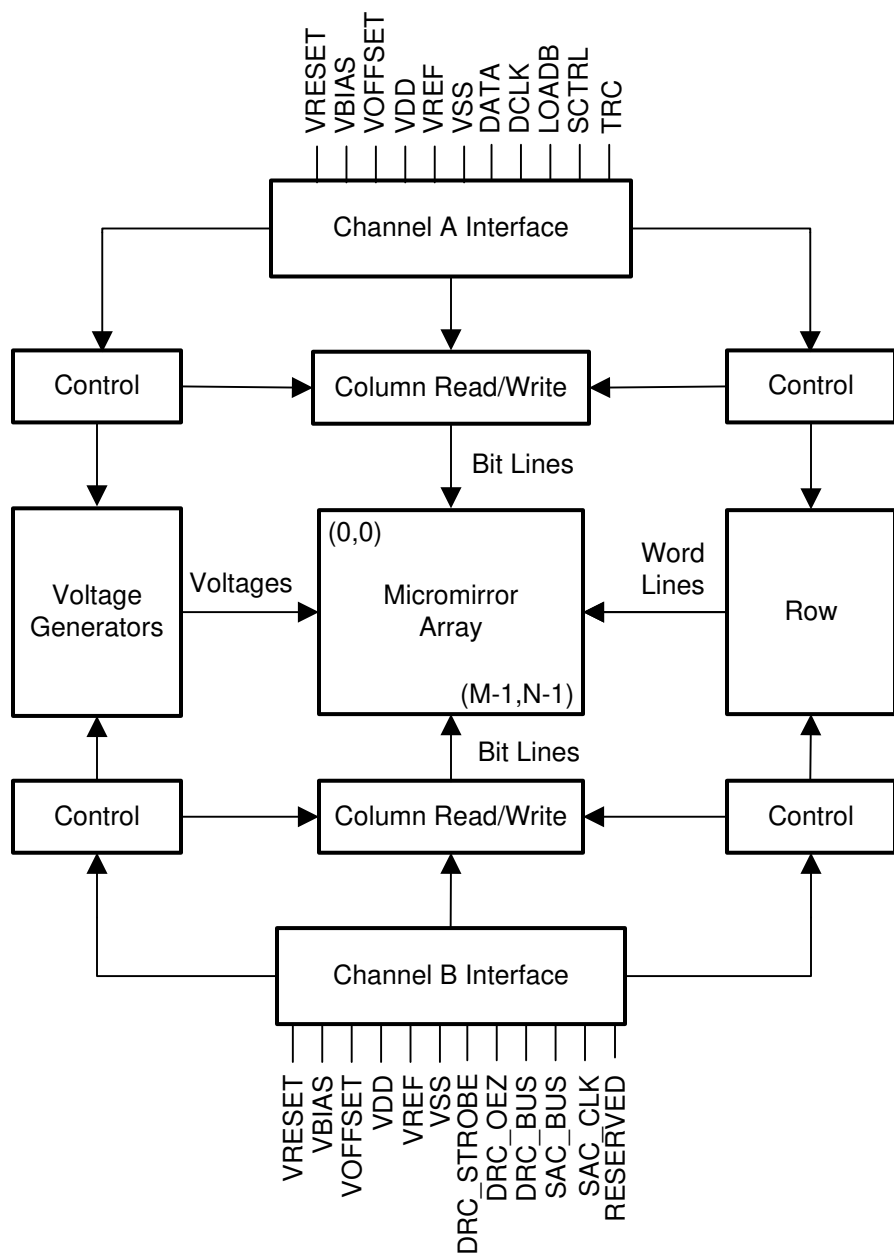 VRESET
VBIAS
VOFFSET
VDD
VREF
VSS
DATA
DCLK
LOADB
SCTRL
TRC
Channel A Interface
Control
Column Read/Write
Control
Bit Lines
(0,0)
Voltage
Generators
Voltages
Micromirror
Array
Word
Lines
Row
(M-1,N-1)
Bit Lines
Control
Column Read/Write
Control
Channel B Interface
VRESET
VBIAS
VOFFSET
VDD
VREF
VSS
DRC_STROBE
DRC_OEZ
DRC_BUS
SAC_BUS
SAC_CLK
RESERVED